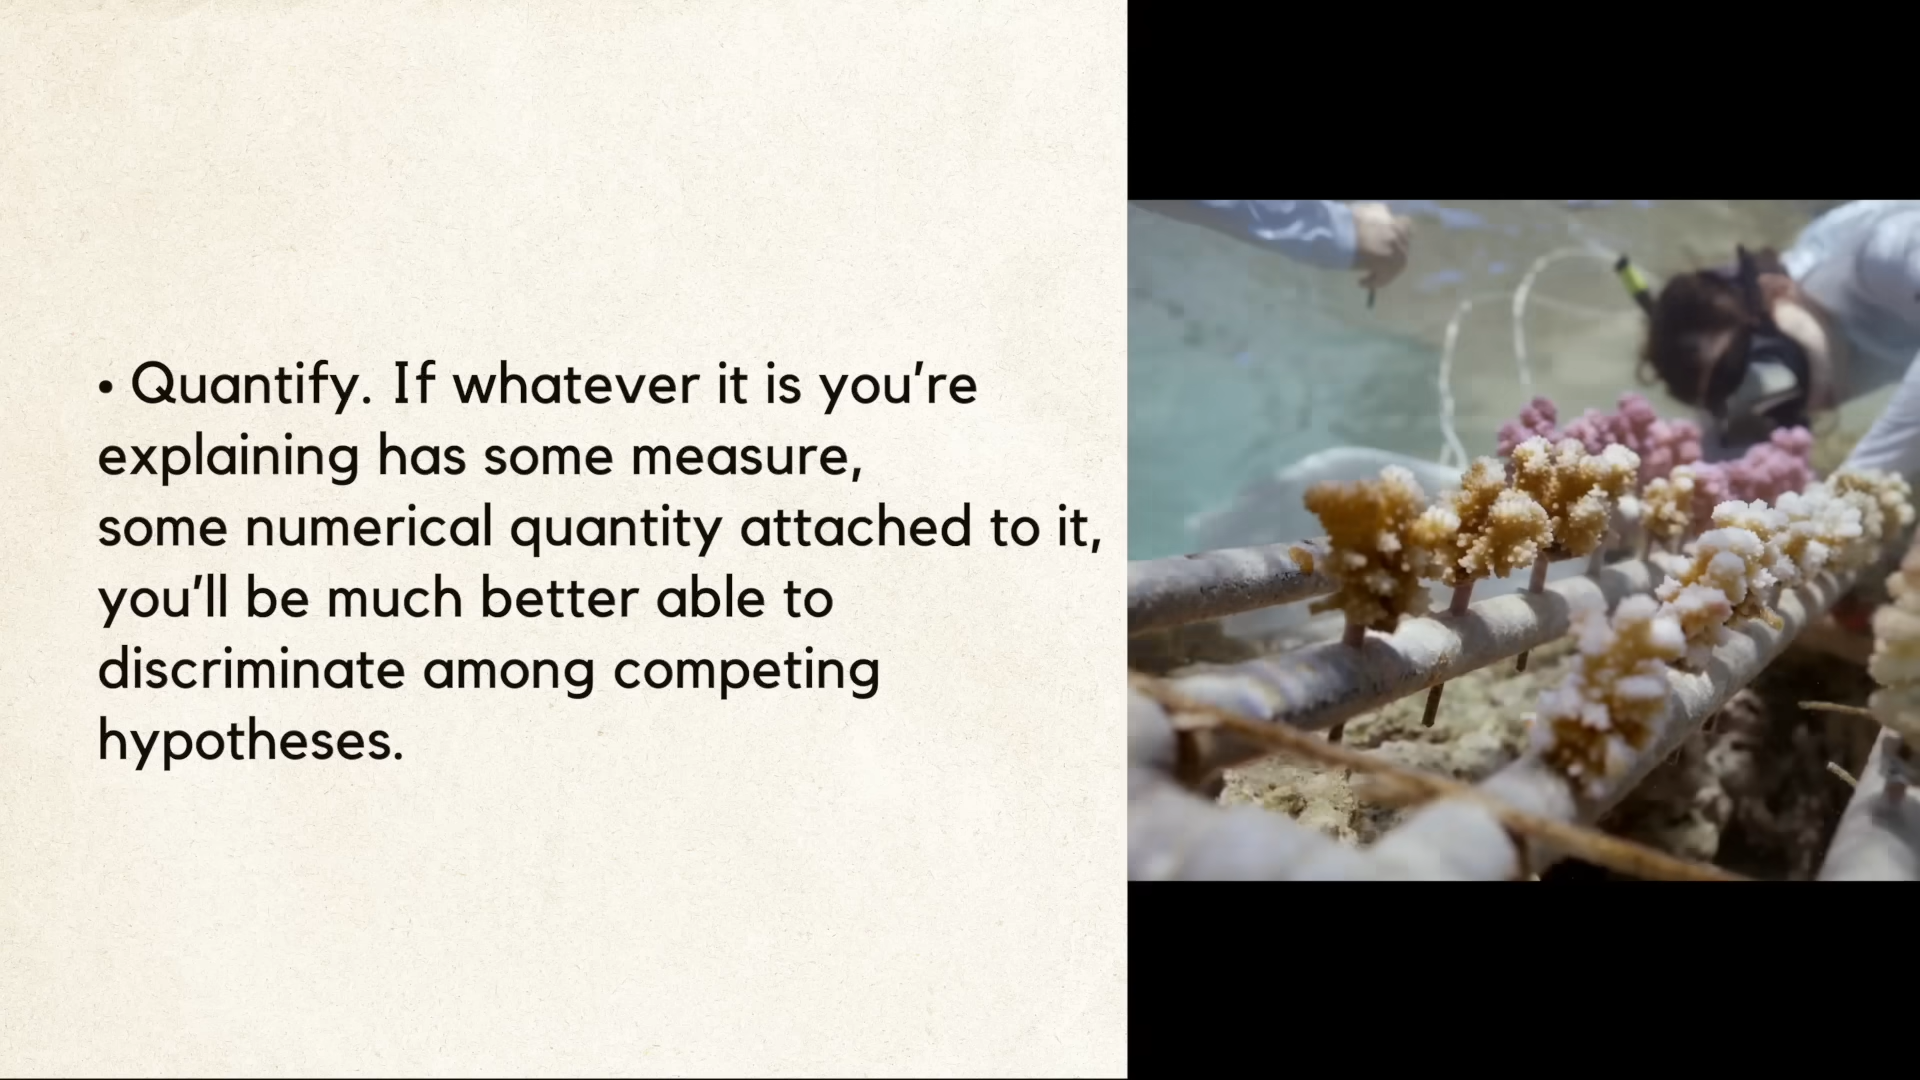 • Quantify. If whatever it is you’re
explaining has some measure,
some numerical quantity attached to it,
you’ll be much better able to
discriminate among competing
hypotheses.